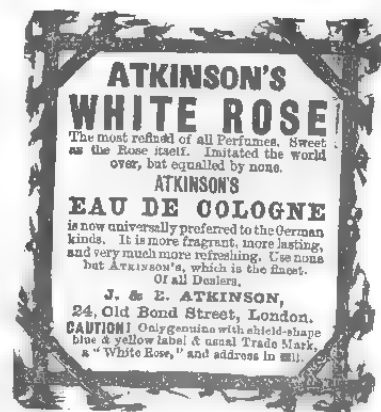 ATKINSON'S
WHITE ROSE
The most refined of all Perfumes. Sweet
as the Rose itself. Imitated the world
over, but equalled by none.
ATKINSON'S
EAU DE COLOGNE
is now universally preferred to the German
kinds. It is more fragrant, more lasting,
and very much more refreshing. Use none
but ATKINSON'S, which is the finest.
Of all Dealers.
J. & E. ATKINSON,
24, Old Bond Street, London.
CAUTION! Only genuine with shield-shape
blue & yellow label & usual Trade Mark,
a "White Rose," and address in full.